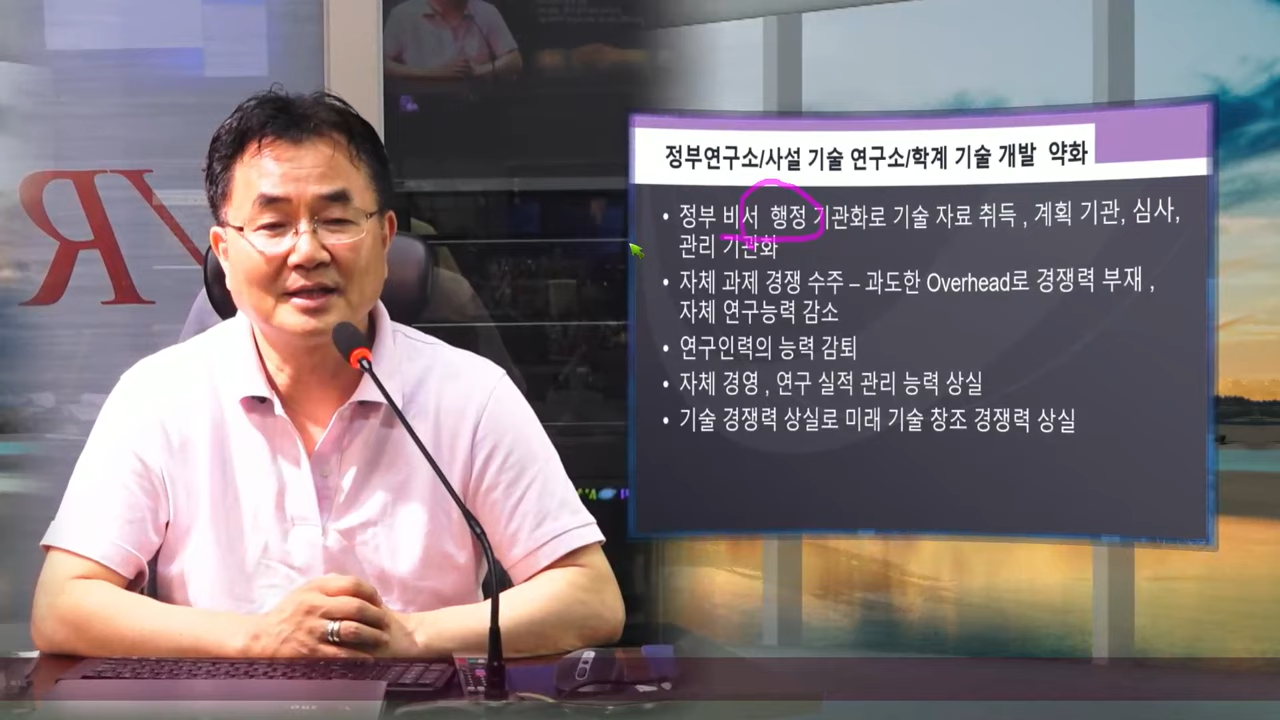 정부연구소/사설 기술 연구소/학계 기술 개발 약화
• 정부 비서 행정 기관화로 기술 자료 취득 , 계획 기관, 심사,
관리 기관화
• 자체 과제 경쟁 수주 – 과도한 Overhead로 경쟁력 부재 ,
자체 연구능력 감소
• 연구인력의 능력 감퇴
• 자체 경영 , 연구 실적 관리 능력 상실
• 기술 경쟁력 상실로 미래 기술 창조 경쟁력 상실